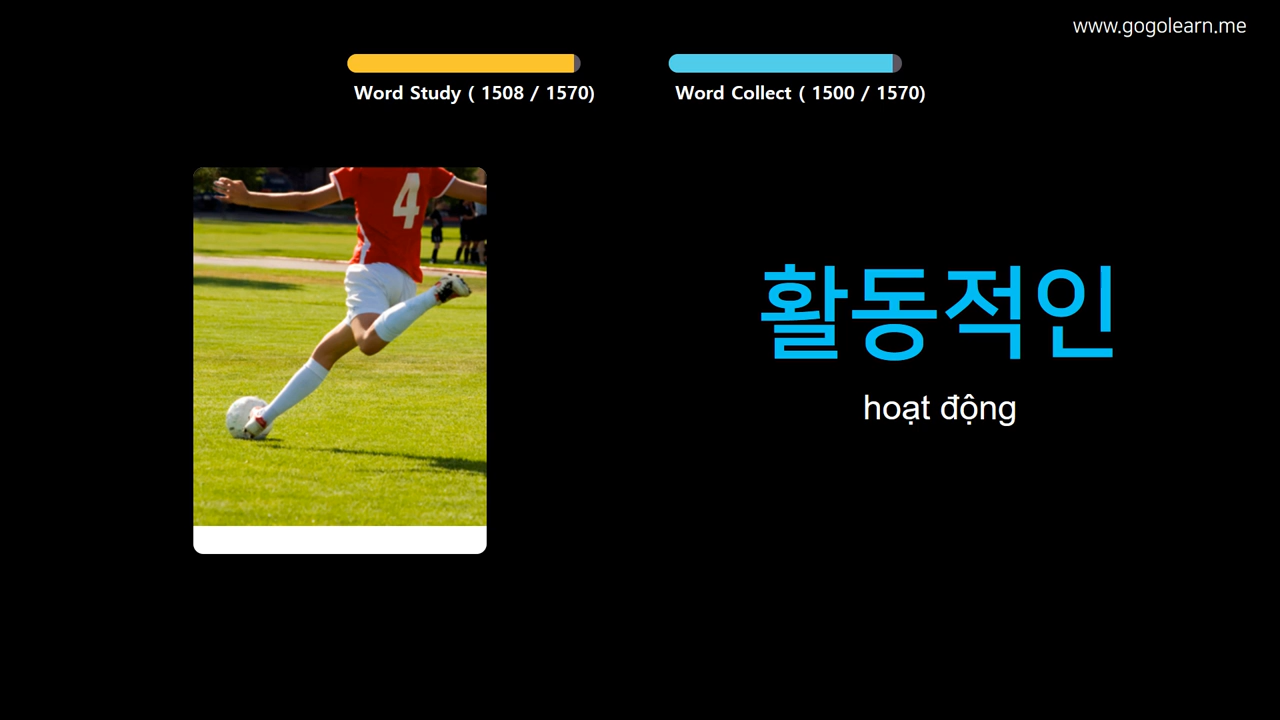 www.gogolearn.me
Word Study ( 1508 / 1570)
Word Collect ( 1500 / 1570)
4
활동적인
hoạt động